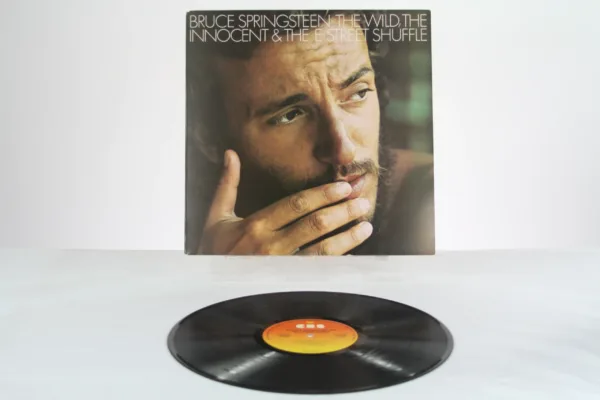 BRUCE SPRINGSTEEN THE WILD, THE
INNOCENT & THE E STREET SHUFFLE
CBS